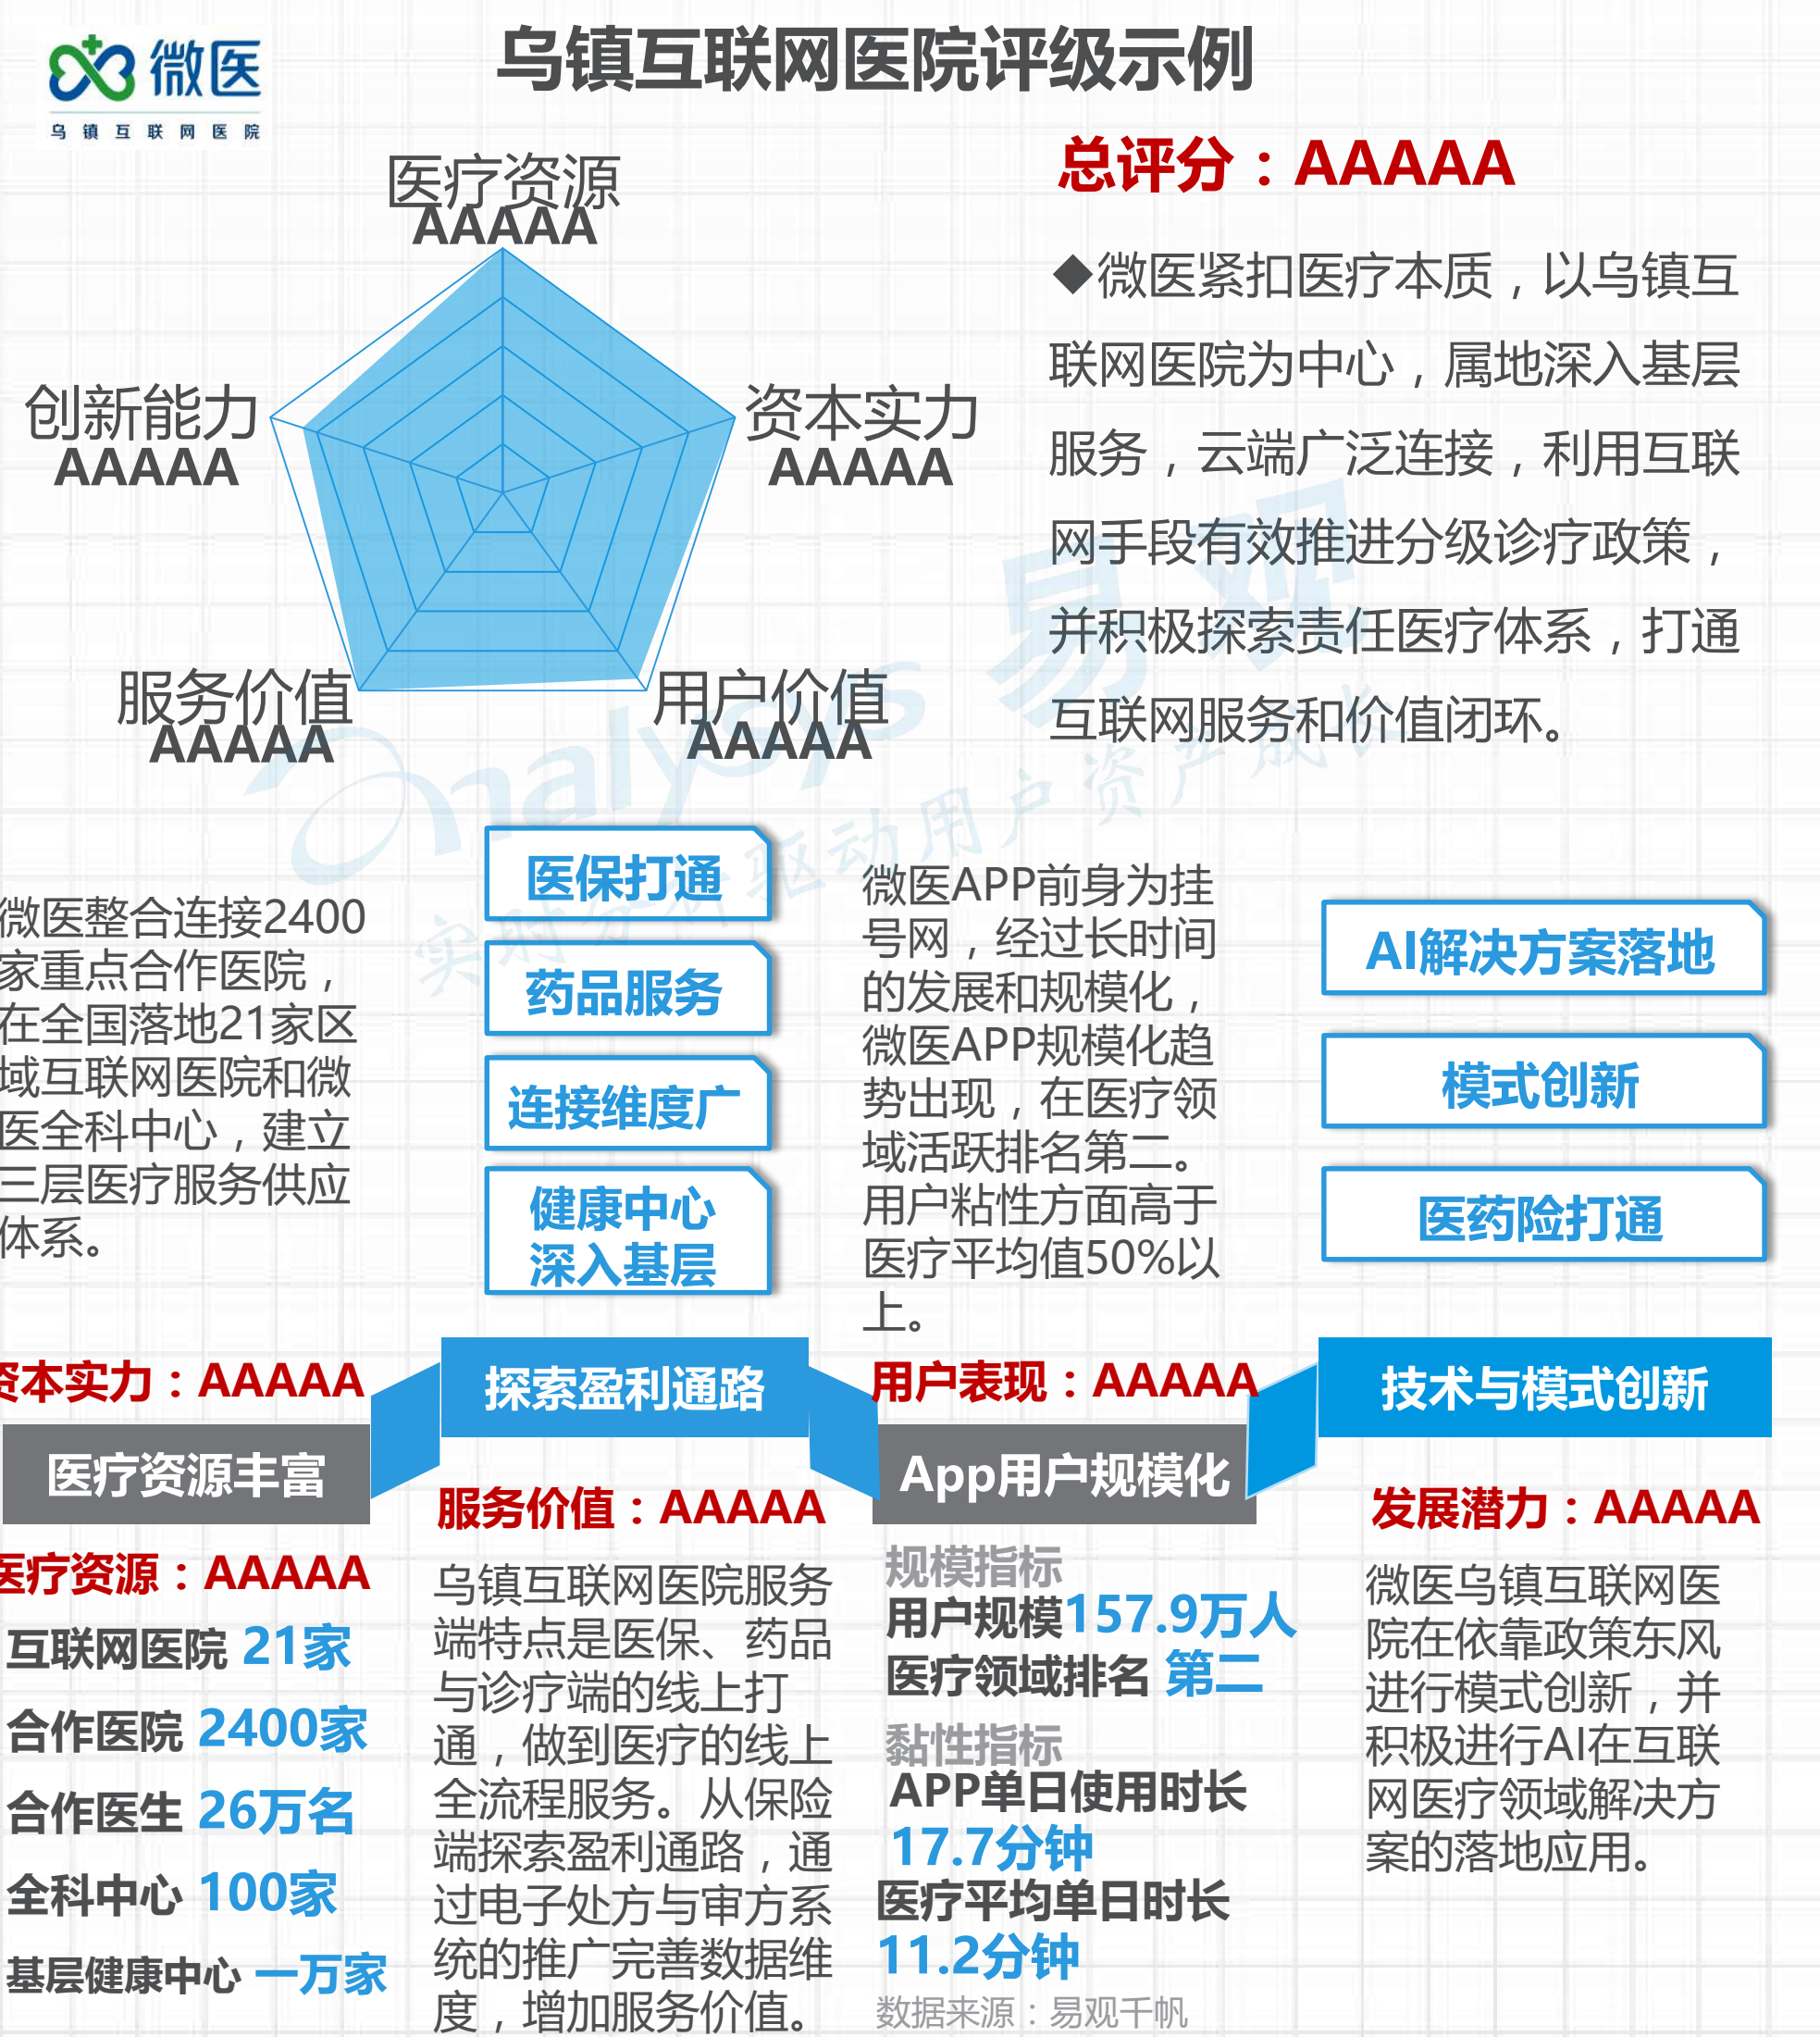 微医
乌镇互联网医院
乌镇互联网医院评级示例
总评分：AAAAA
医疗资源
AAAAA
创新能力
AAAAA
资本实力
AAAAA
服务价值
AAAAA
用户价值
AAAAA
◆微医紧扣医疗本质，以乌镇互
联网医院为中心，属地深入基层
服务，云端广泛连接，利用互联
网手段有效推进分级诊疗政策，
并积极探索责任医疗体系，打通
互联网服务和价值闭环。
Analysys 易观
实时分析驱动用户资产成长
微医整合连接2400
家重点合作医院，
在全国落地21家区
域互联网医院和微
医全科中心，建立
三层医疗服务供应
体系。
资本实力：AAAAA
医疗资源丰富
医疗资源：AAAAA
互联网医院 21家
合作医院 2400家
合作医生 26万名
全科中心 100家
基层健康中心 一万家
医保打通
药品服务
连接维度广
健康中心
深入基层
探索盈利通路
服务价值：AAAAA
乌镇互联网医院服务
端特点是医保、药品
与诊疗端的线上打
通，做到医疗的线上
全流程服务。从保险
端探索盈利通路，通
过电子处方与审方系
统的推广完善数据维
度，增加服务价值。
微医APP前身为挂
号网，经过长时间
的发展和规模化，
微医APP规模化趋
势出现，在医疗领
域活跃排名第二。
用户粘性方面高于
医疗平均值50%以
上。
用户表现：AAAAA
App用户规模化
规模指标
用户规模157.9万人
医疗领域排名 第二
黏性指标
APP单日使用时长
17.7分钟
医疗平均单日时长
11.2分钟
数据来源：易观千帆
AI解决方案落地
模式创新
医药险打通
技术与模式创新
发展潜力：AAAAA
微医乌镇互联网医
院在依靠政策东风
进行模式创新，并
积极进行AI在互联
网医疗领域解决方
案的落地应用。